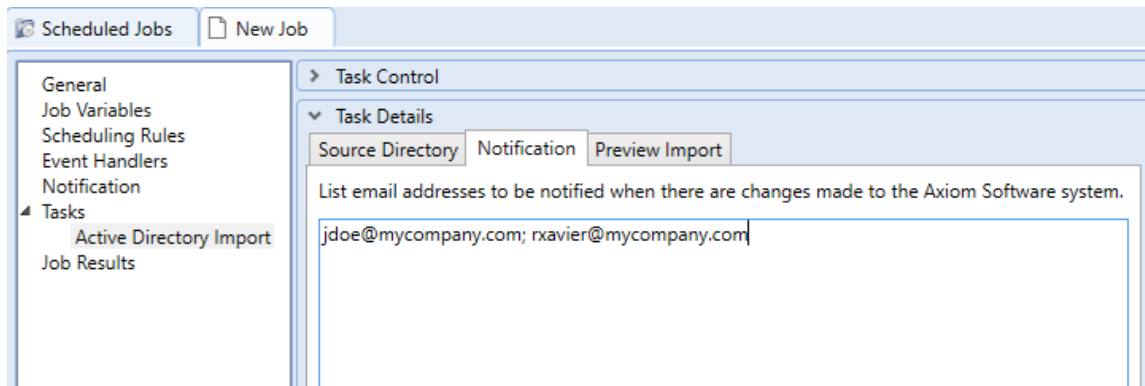 Scheduled Jobs New Job
General
Job Variables
Scheduling Rules
Event Handlers
Notification
Tasks
Active Directory Import
Job Results
Task Control
Task Details
Source Directory Notification Preview Import
List email addresses to be notified when there are changes made to the Axiom Software system.
jdoe@mycompany.com; rxavier@mycompany.com